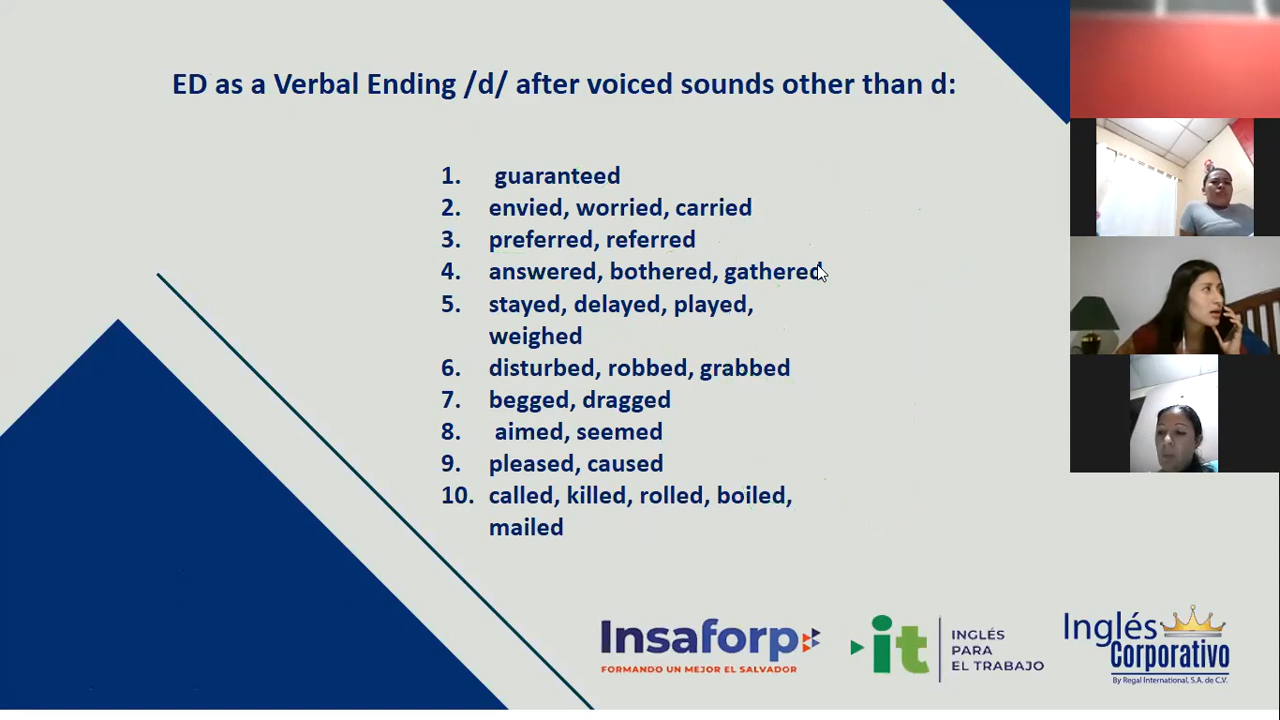 ED as a Verbal Ending /d/ after voiced sounds other than d:
1. guaranteed
2. envied, worried, carried
3. preferred, referred
4. answered, bothered, gathered
5. stayed, delayed, played,
weighed
6. disturbed, robbed, grabbed
7. begged, dragged
8. aimed, seemed
9. pleased, caused
10. called, killed, rolled, boiled,
mailed
Insaforp
FORMANDO UN MEJOR EL SALVADOR
it
INGLÉS
PARA
EL TRABAJO
Inglés
Corporativo
By Regal International, S.A. de C.V.